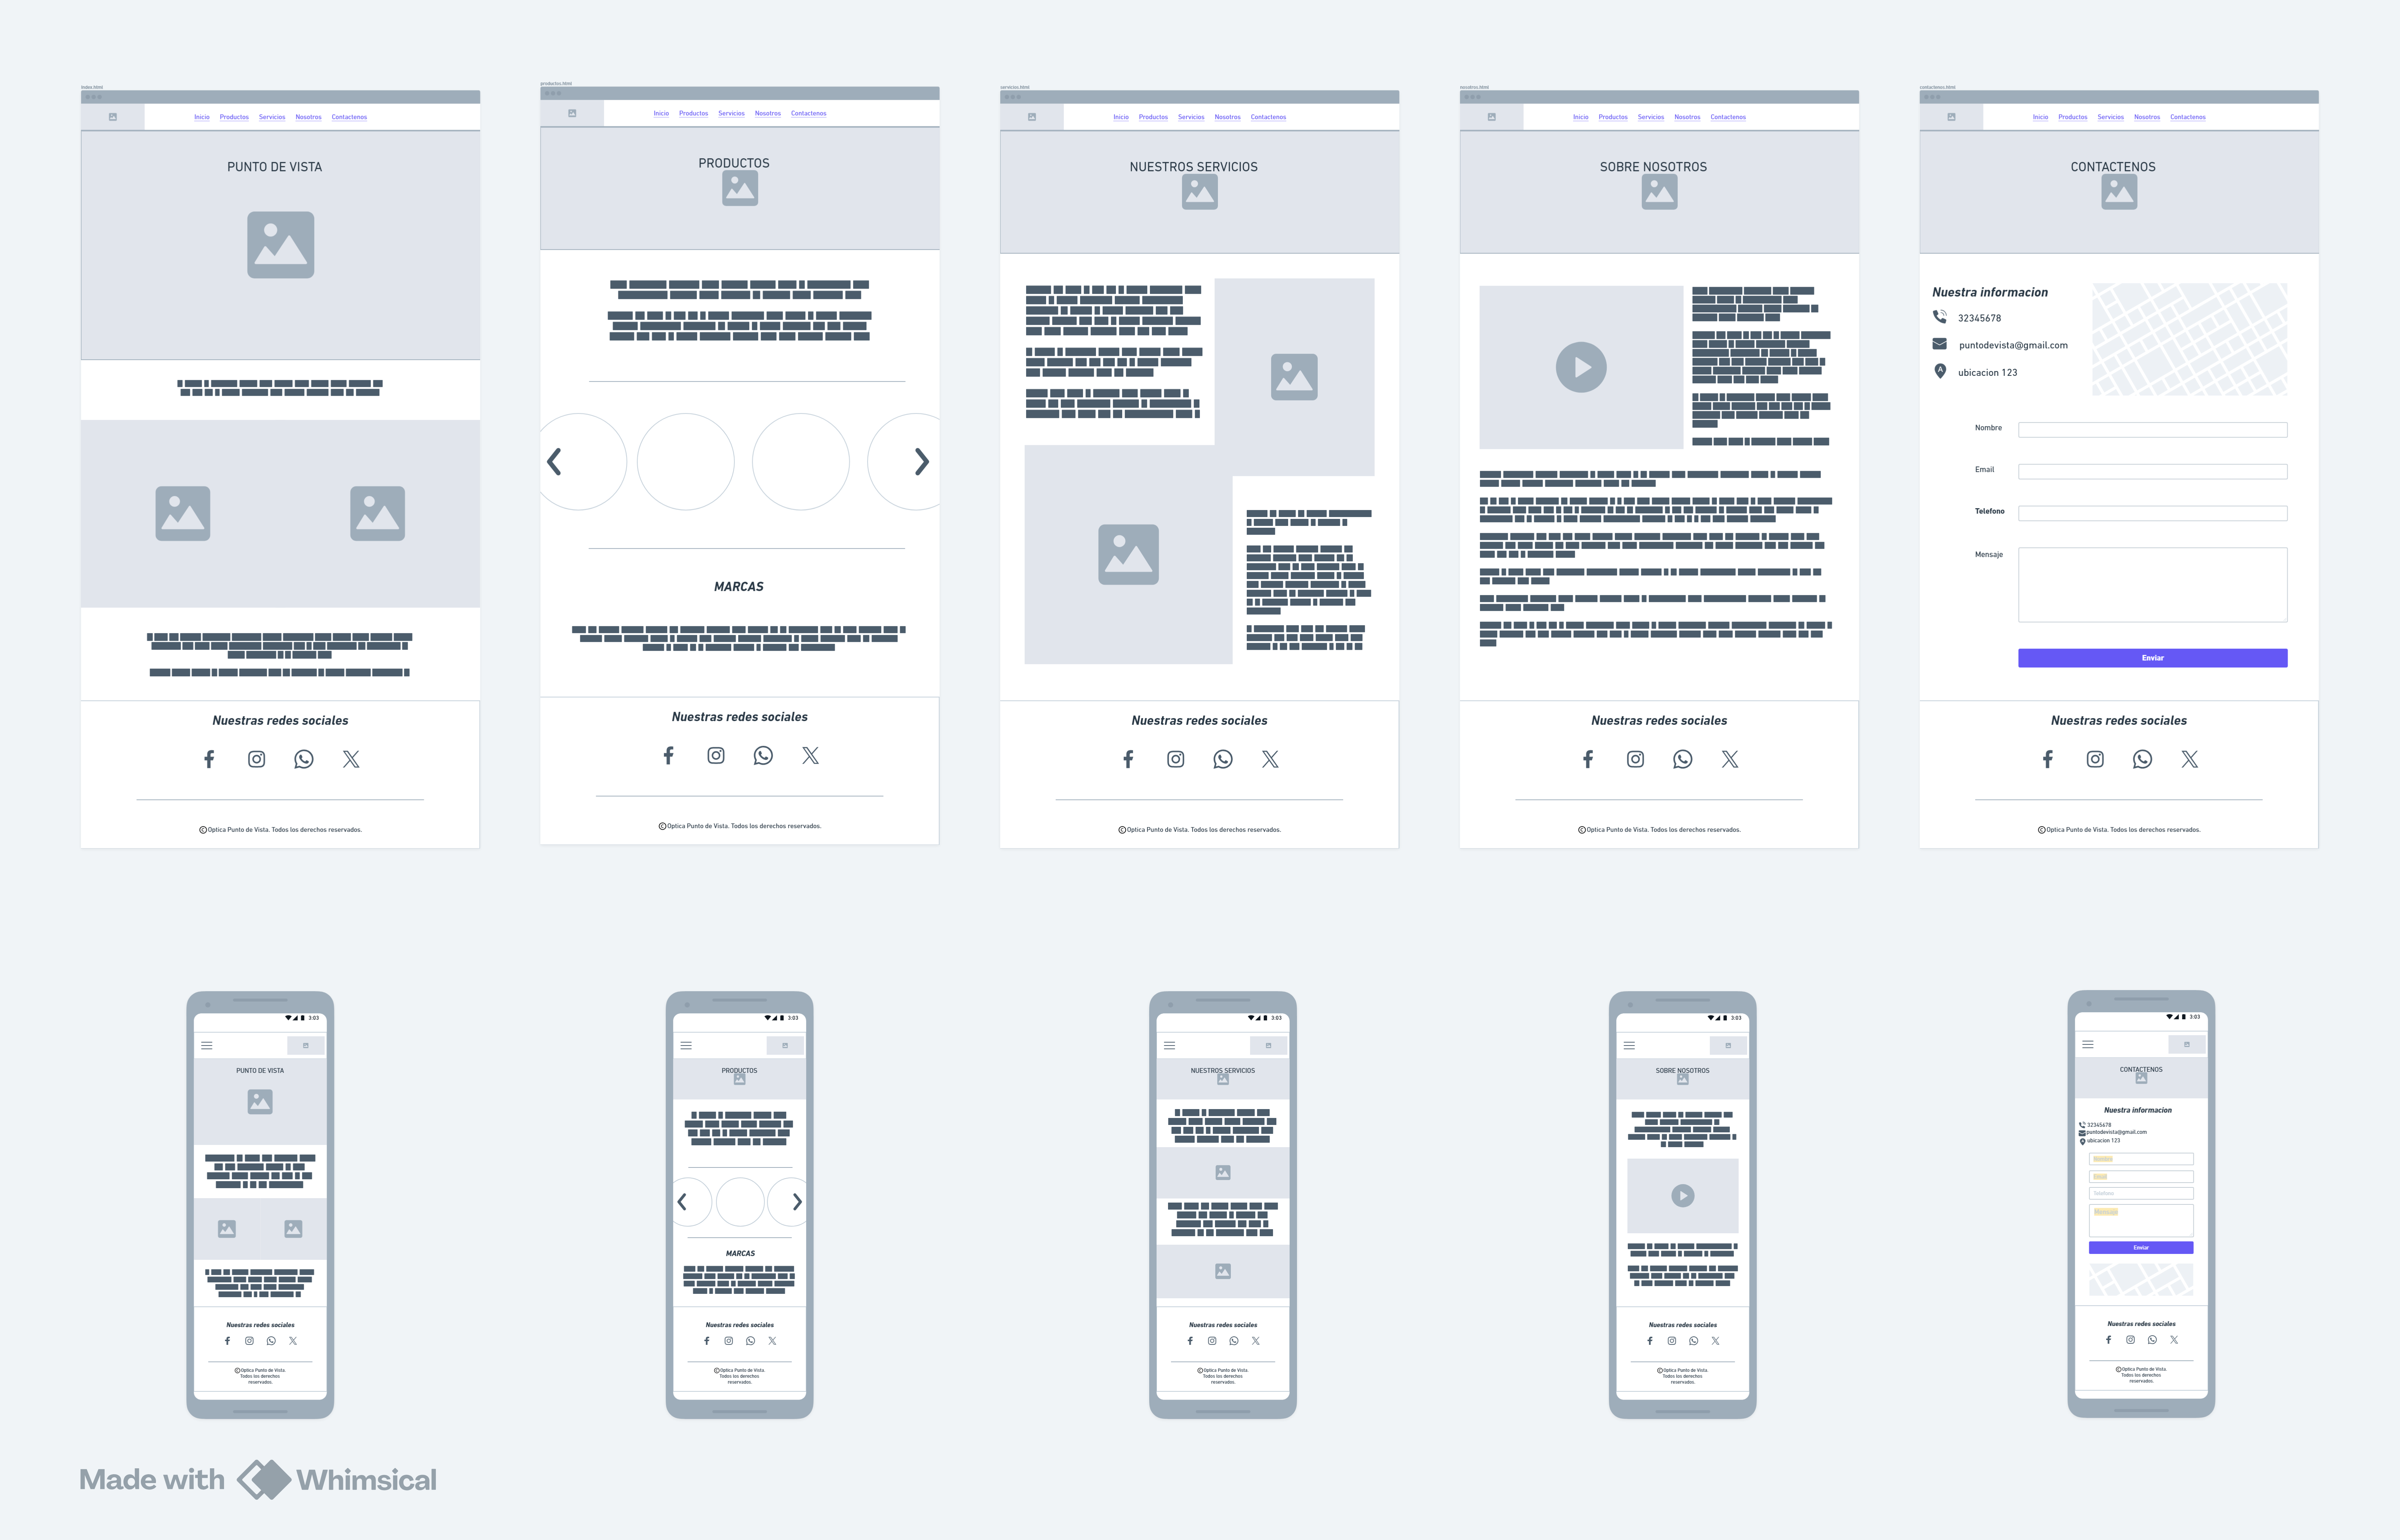 index.html
Inicio Productos Servicios Nosotros Contactenos
PUNTO DE VISTA
Nuestras redes sociales
© Optica Punto de Vista. Todos los derechos reservados.
productos.html
Inicio Productos Servicios Nosotros Contactenos
PRODUCTOS
MARCAS
Nuestras redes sociales
© Optica Punto de Vista. Todos los derechos reservados.
servicios.html
Inicio Productos Servicios Nosotros Contactenos
NUESTROS SERVICIOS
Nuestras redes sociales
© Optica Punto de Vista. Todos los derechos reservados.
nosotros.html
Inicio Productos Servicios Nosotros Contactenos
SOBRE NOSOTROS
Nuestras redes sociales
© Optica Punto de Vista. Todos los derechos reservados.
contactenos.html
Inicio Productos Servicios Nosotros Contactenos
CONTACTENOS
Nuestra informacion
32345678
puntodevista@gmail.com
A
ubicacion 123
Nombre
Email
Telefono
Mensaje
Enviar
Nuestras redes sociales
© Optica Punto de Vista. Todos los derechos reservados.
3:03
PUNTO DE VISTA
Nuestras redes sociales
© Optica Punto de Vista.
Todos los derechos
reservados.
3:03
PRODUCTOS
MARCAS
Nuestras redes sociales
© Optica Punto de Vista.
Todos los derechos
reservados.
3:03
NUESTROS SERVICIOS
Nuestras redes sociales
© Optica Punto de Vista.
Todos los derechos
reservados.
3:03
SOBRE NOSOTROS
Nuestras redes sociales
© Optica Punto de Vista.
Todos los derechos
reservados.
3:03
CONTACTENOS
Nuestra informacion
32345678
puntodevista@gmail.com
ubicacion 123
Nombre
Email
Telefono
Mensaje
Enviar
Nuestras redes sociales
© Optica Punto de Vista.
Todos los derechos
reservados.
Made with Whimsical